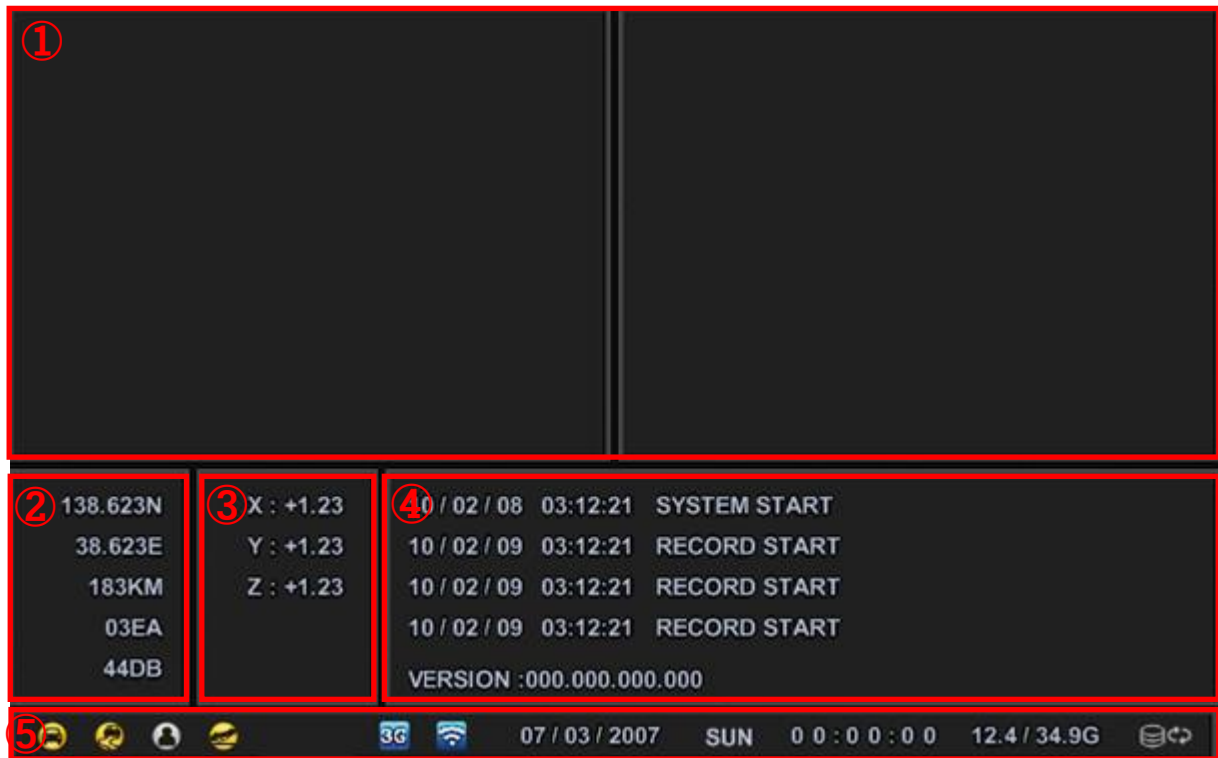 ①
② 138.623N
38.623E
183KM
03EA
44DB
③ X : +1.23
Y : +1.23
Z : +1.23
④ 10 / 02 / 08 03:12:21 SYSTEM START
10 / 02 / 09 03:12:21 RECORD START
10 / 02 / 09 03:12:21 RECORD START
10 / 02 / 09 03:12:21 RECORD START
VERSION :000.000.000.000
⑤ 3G 07 / 03 / 2007 SUN 0 0 : 0 0 : 0 0 12.4 / 34.9G